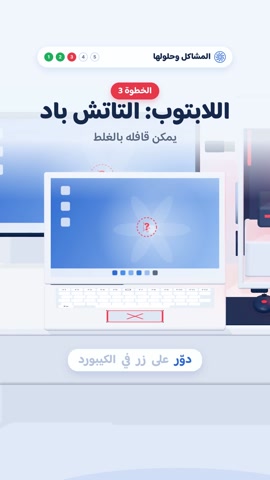 المشاكل وحلولها
1 2 3 4 5
الخطوة 3
اللابتوب: التاتش باد
يمكن قافله بالغلط
?
دوّر على زر في الكيبورد